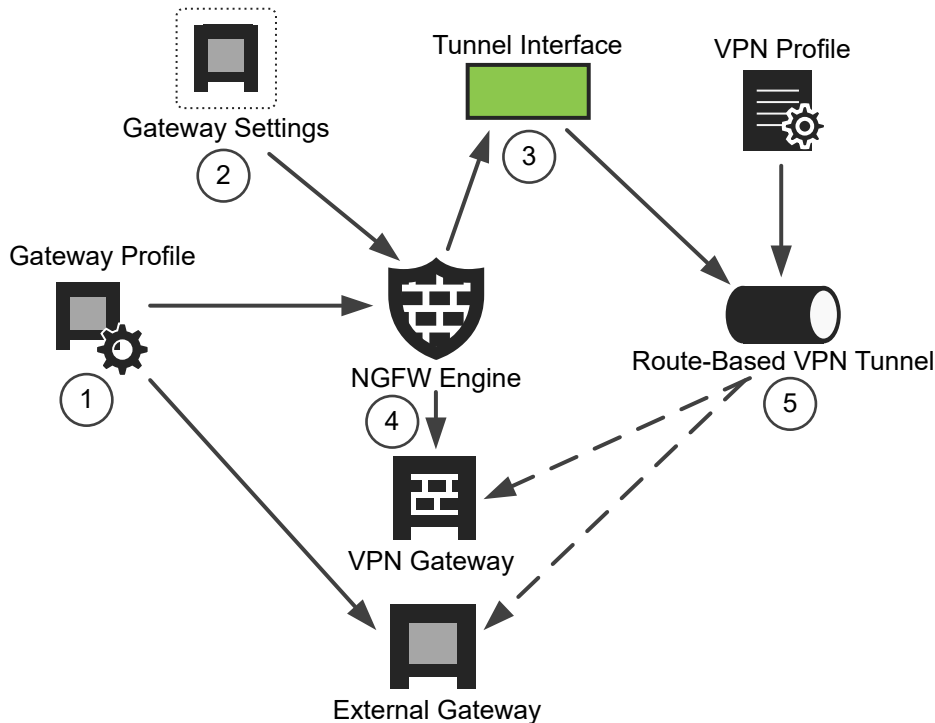 Tunnel Interface
VPN Profile
Gateway Settings
2
3
Gateway Profile
1
NGFW Engine
4
Route-Based VPN Tunnel
5
VPN Gateway
External Gateway